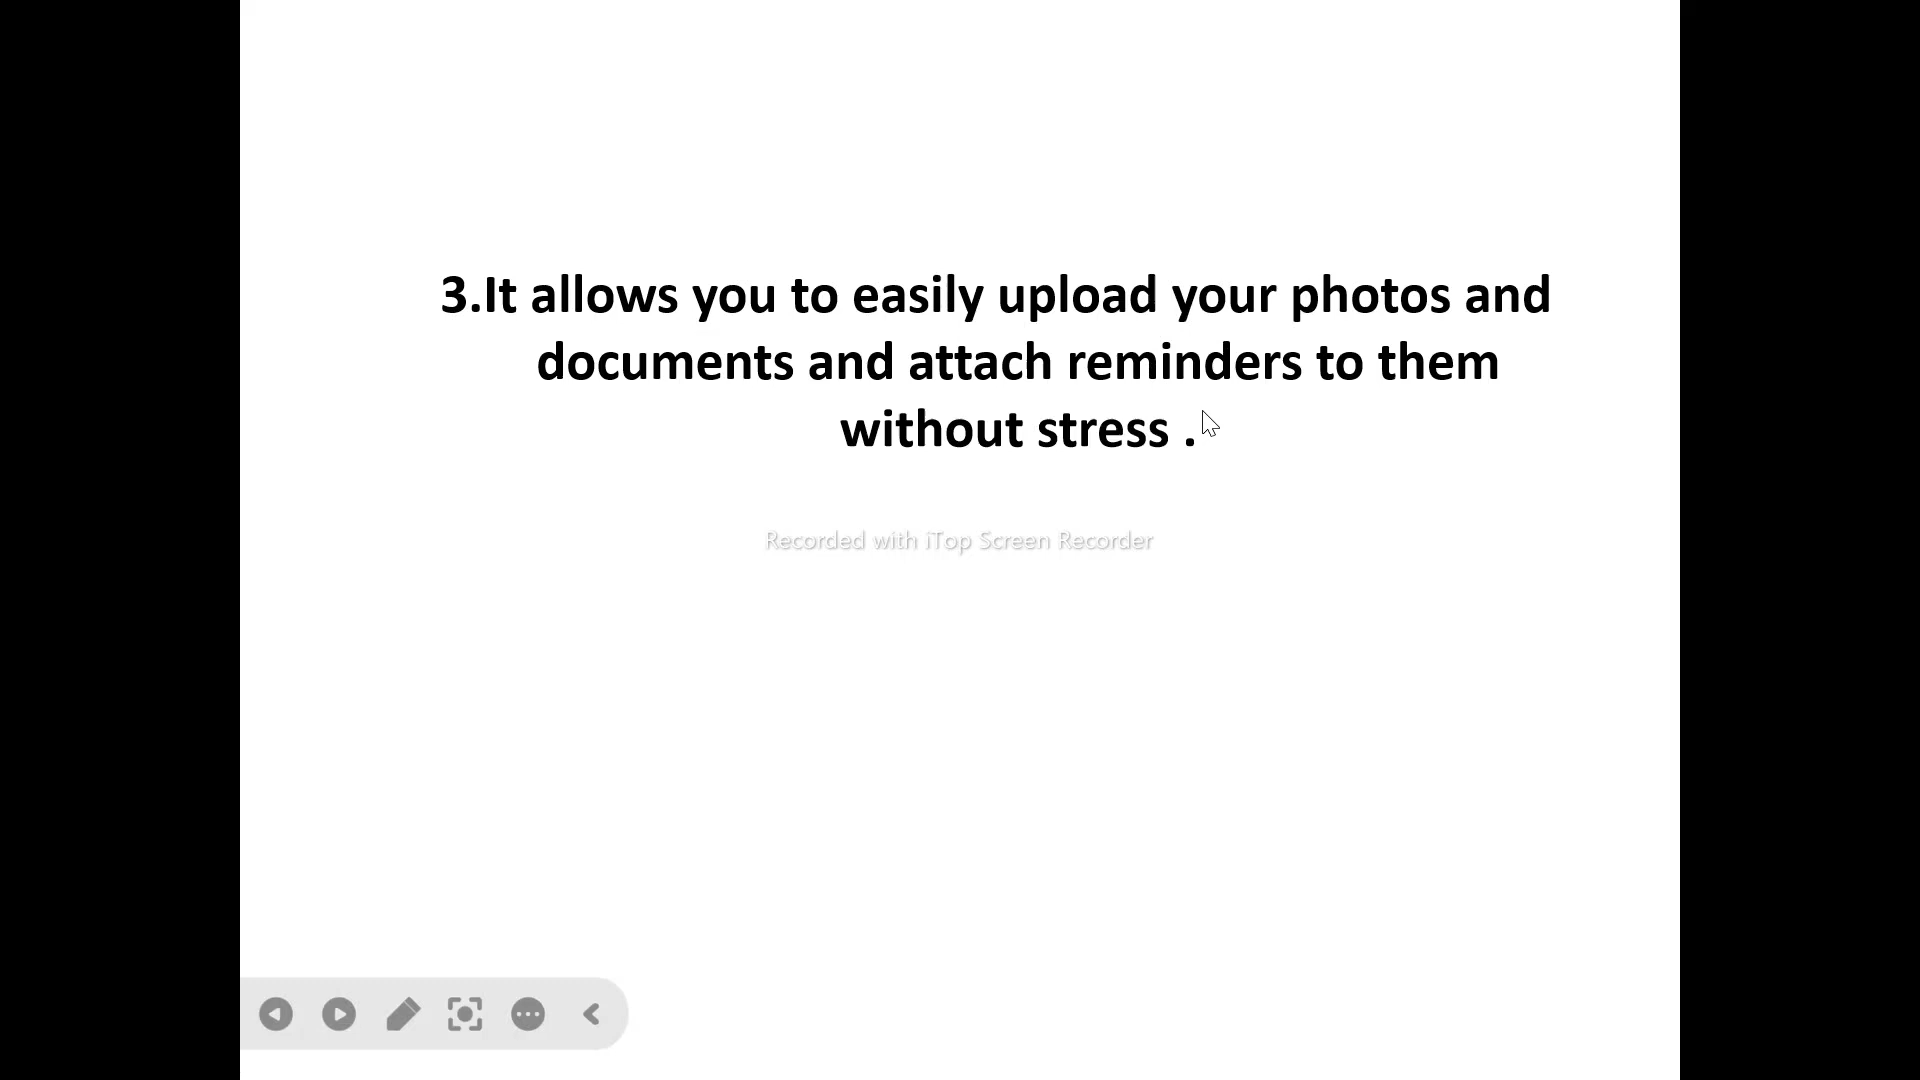 3.It allows you to easily upload your photos and
documents and attach reminders to them
without stress .
Recorded with iTop Screen Recorder